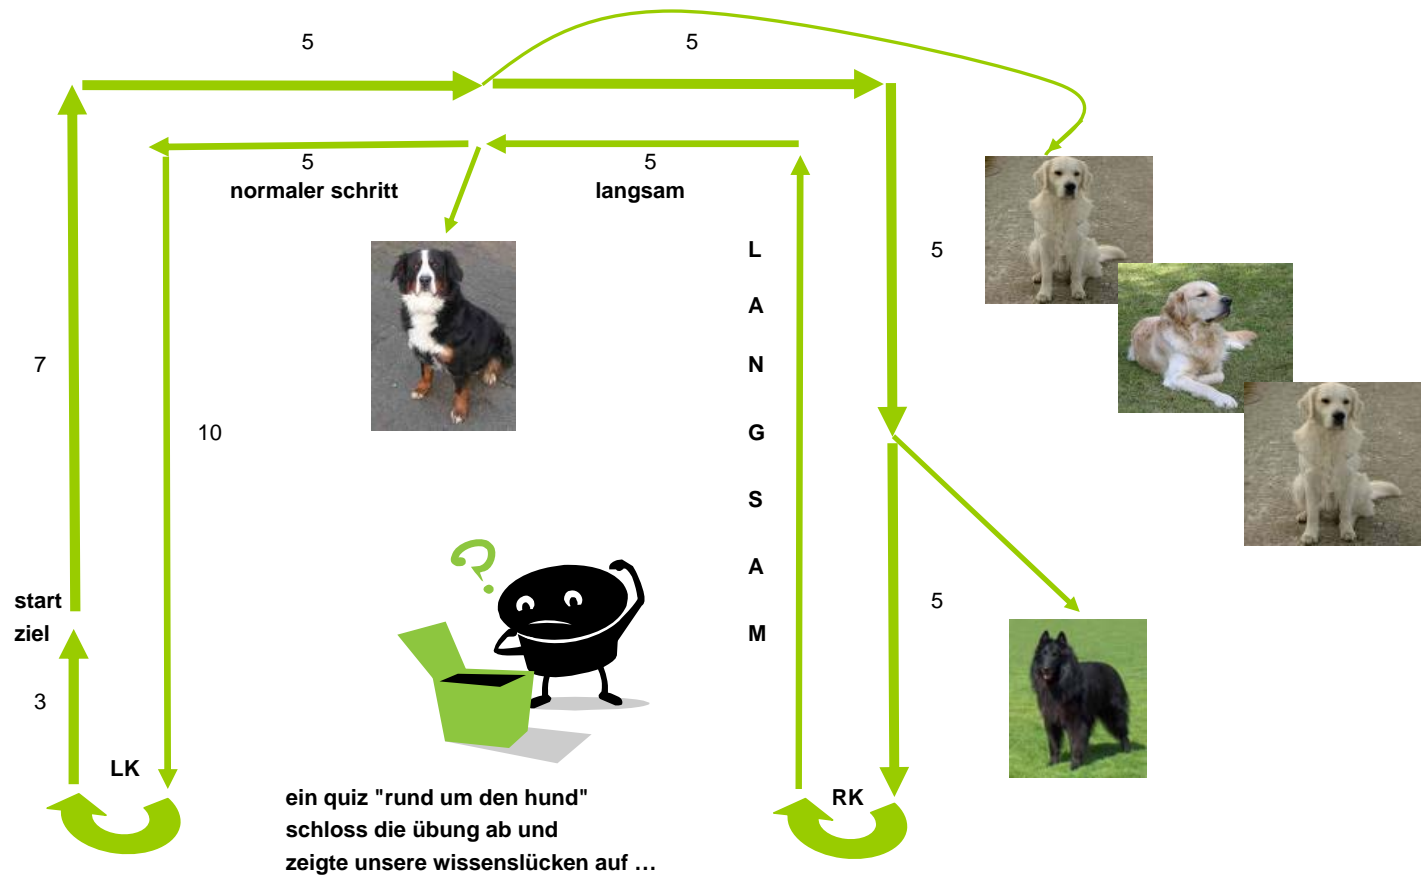 5
5
5
5
normaler schritt
langsam
L
A
N
G
S
A
M
5
7
10
start
ziel
5
3
LK
RK
ein quiz "rund um den hund"
schloss die übung ab und
zeigte unsere wissenslücken auf ...